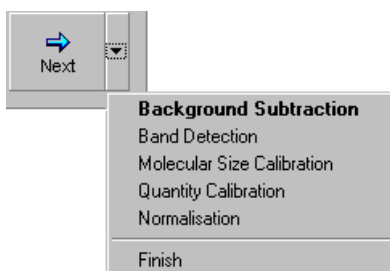 Next
Background Subtraction
Band Detection
Molecular Size Calibration
Quantity Calibration
Normalisation
Finish